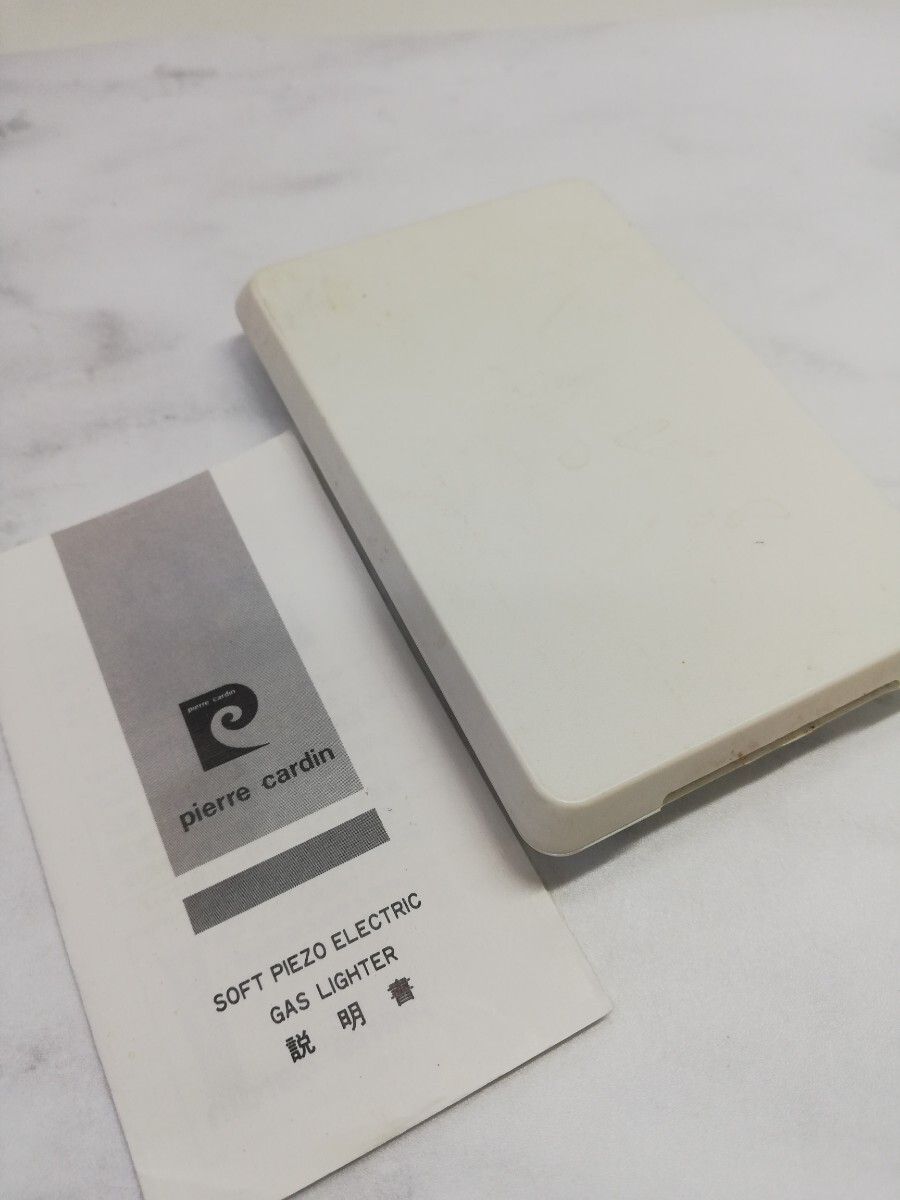 pierre cardin
pierre cardin
SOFT PIEZO ELECTRIC
GAS LIGHTER
説明書